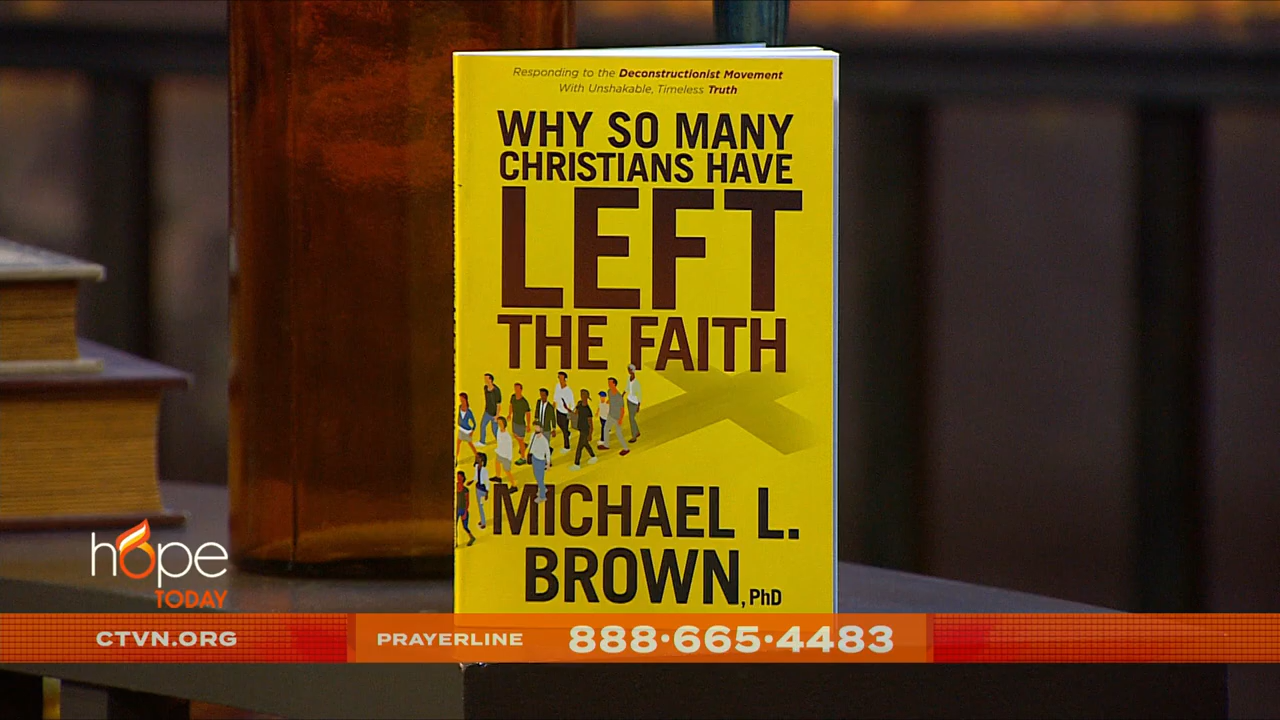 Responding to the Deconstructionist Movement
With Unshakable, Timeless Truth
WHY SO MANY
CHRISTIANS HAVE
LEFT
THE FAITH
MICHAEL L.
BROWN, PhD
hope
TODAY
CTVN.ORG
PRAYERLINE
888•665•4483